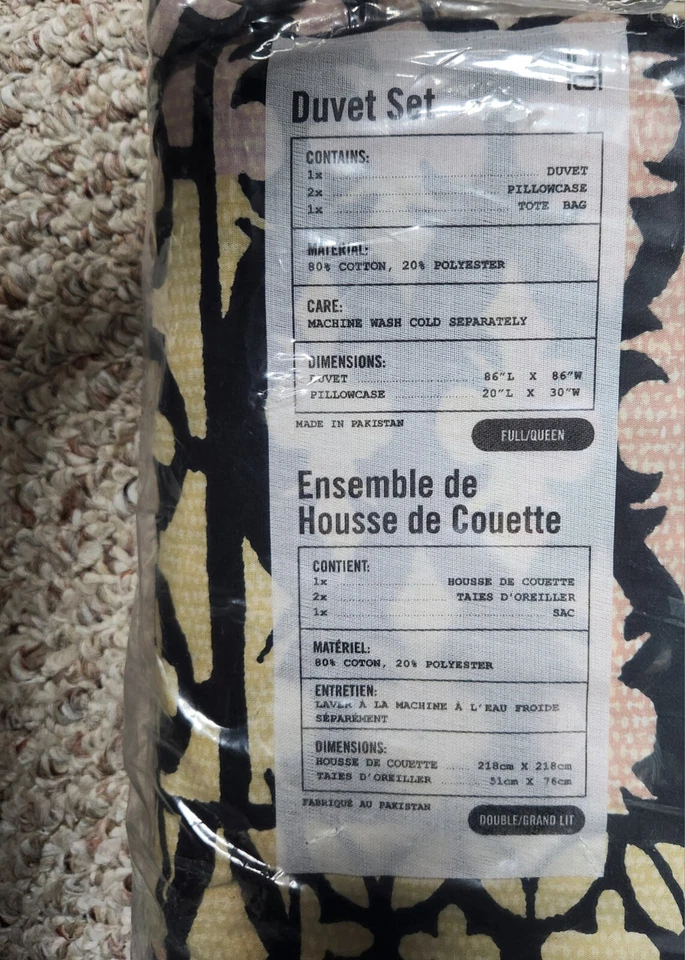 Duvet Set
CONTAINS:
1x DUVET
2x PILLOWCASE
1x TOTE BAG
MATERIAL:
80% COTTON, 20% POLYESTER
CARE:
MACHINE WASH COLD SEPARATELY
DIMENSIONS:
DUVET 86"L X 86"W
PILLOWCASE 20"L X 30"W
MADE IN PAKISTAN
FULL/QUEEN
Ensemble de
Housse de Couette
CONTIENT:
1x HOUSSE DE COUETTE
2x TAIES D'OREILLER
1x SAC
MATÉRIEL:
80% COTON, 20% POLYESTER
ENTRETIEN:
LAVER À LA MACHINE À L'EAU FROIDE
SÉPARÉMENT
DIMENSIONS:
HOUSSE DE COUETTE 218cm X 218cm
TAIES D'OREILLER 51cm X 76cm
FABRIQUÉ AU PAKISTAN
DOUBLE/GRAND LIT